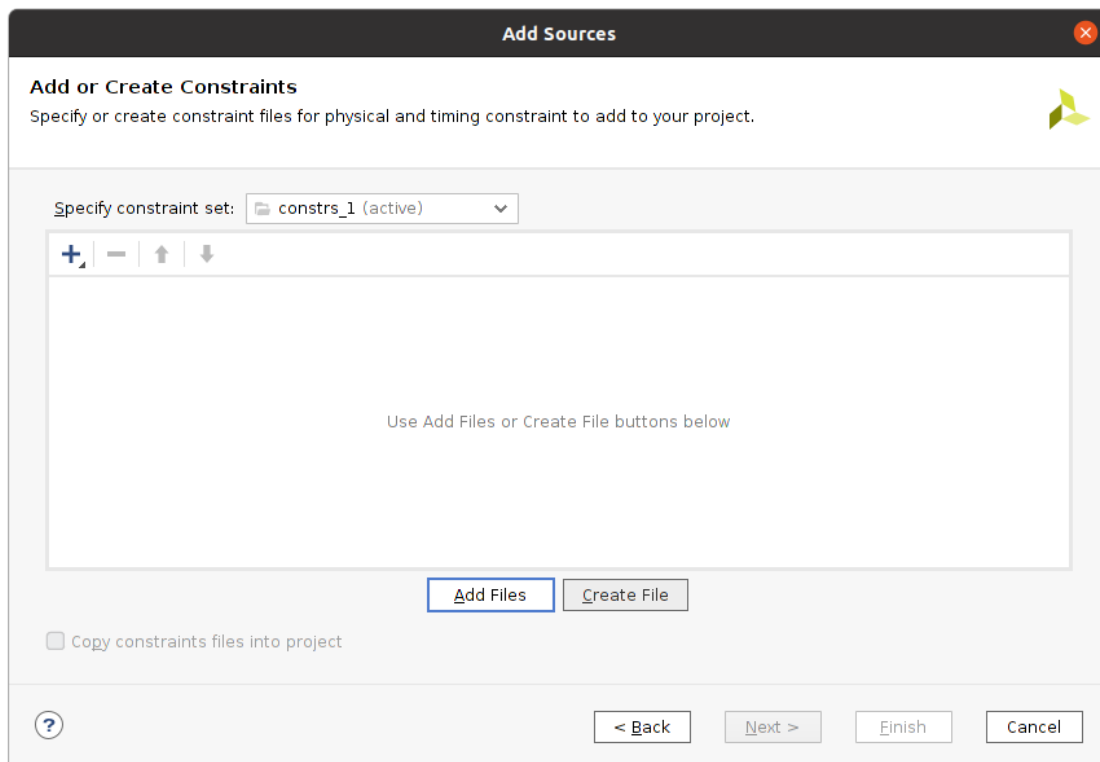 Add Sources
Add or Create Constraints
Specify or create constraint files for physical and timing constraint to add to your project.
Specify constraint set: constrs_1 (active)
Use Add Files or Create File buttons below
Add Files Create File
Copy constraints files into project
? < Back Next > Finish Cancel